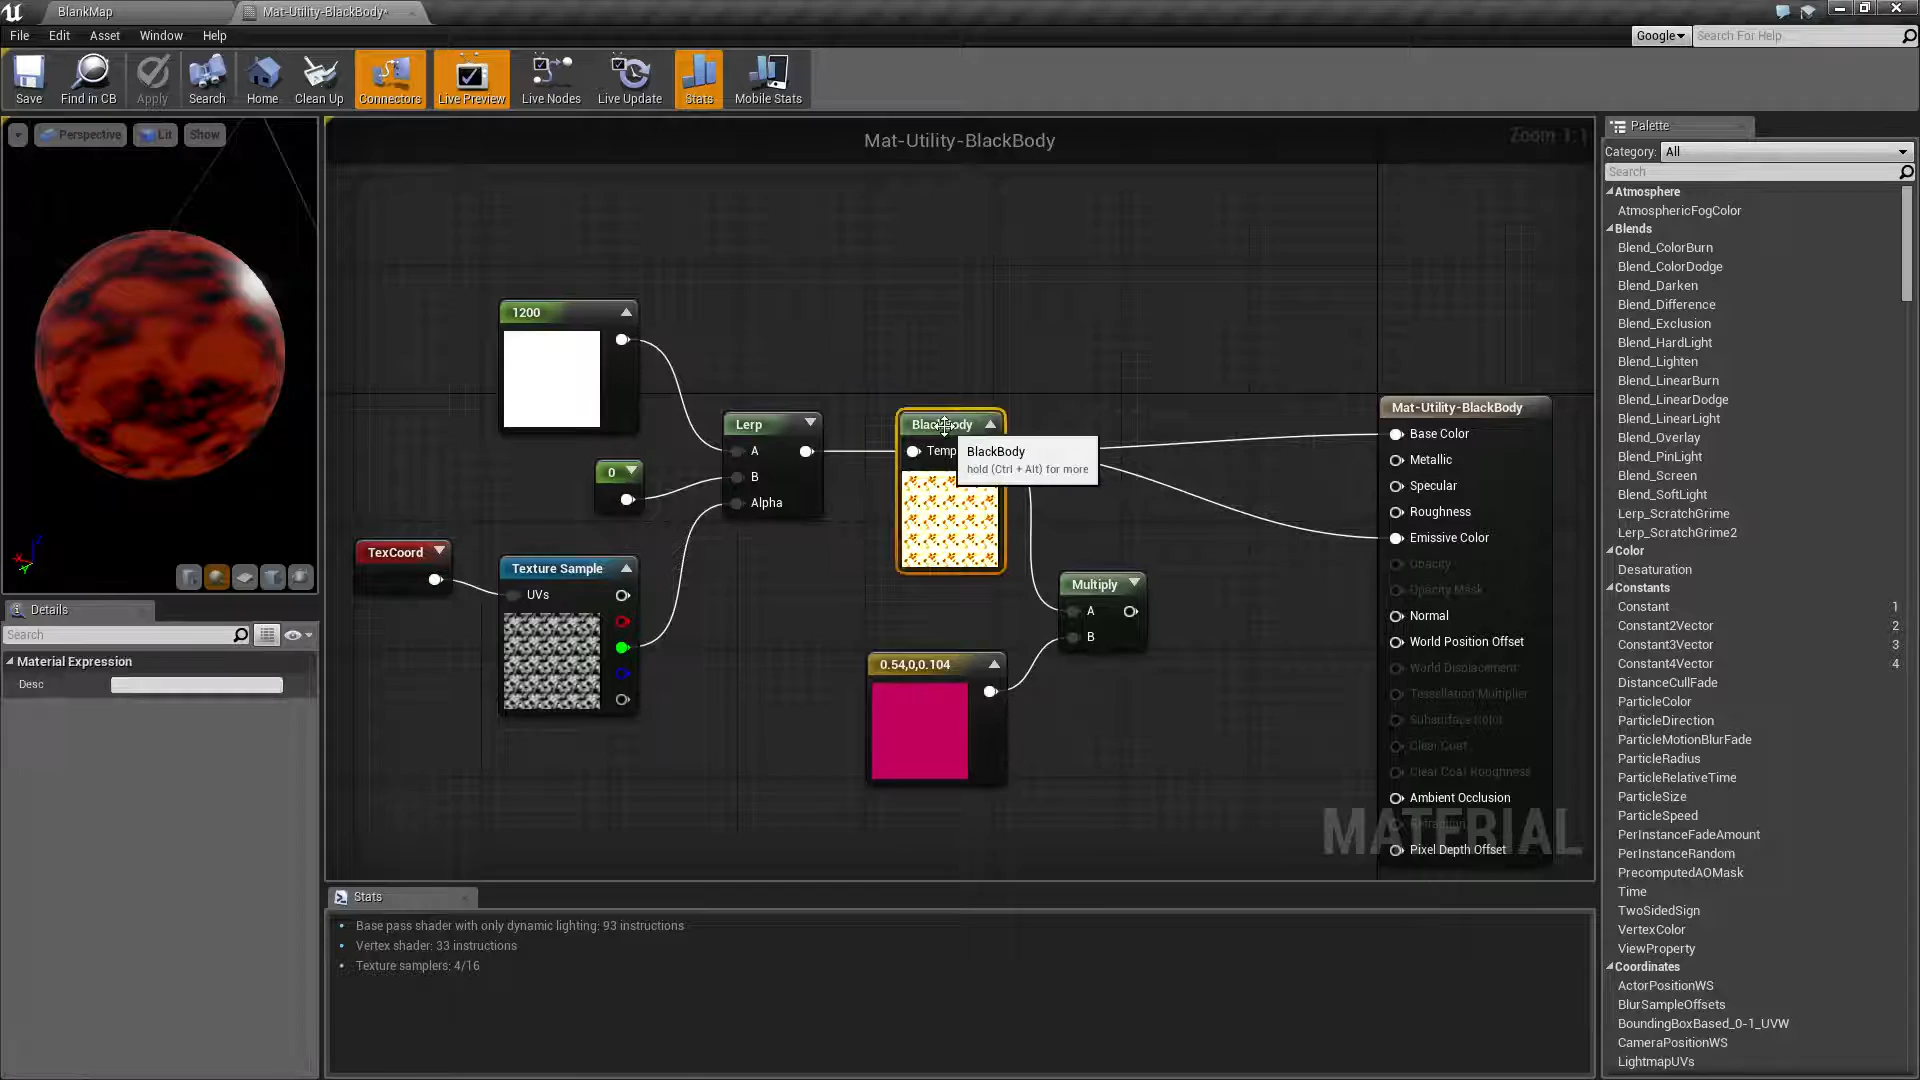 BlankMap
Mat-Utility-BlackBody*
File Edit Asset Window Help
Google
Search For Help
Save
Find in CB
Apply
Search
Home
Clean Up
Connectors
Live Preview
Live Nodes
Live Update
Stats
Mobile Stats
Perspective
Lit
Show
Mat-Utility-BlackBody
Zoom 1:1
1200
0
TexCoord
Texture Sample
UVs
Lerp
A
B
Alpha
BlackBody
Temp
BlackBody
hold (Ctrl + Alt) for more
0.54,0,0.104
Multiply
A
B
Mat-Utility-BlackBody
Base Color
Metallic
Specular
Roughness
Emissive Color
Opacity
Opacity Mask
Normal
World Position Offset
World Displacement
Tessellation Multiplier
Subsurface Color
Clear Coat
Clear Coat Roughness
Ambient Occlusion
Refraction
Pixel Depth Offset
MATERIAL
Details
Search
Material Expression
Desc
Stats
Base pass shader with only dynamic lighting: 93 instructions
Vertex shader: 33 instructions
Texture samplers: 4/16
Palette
Category: All
Search
Atmosphere
AtmosphericFogColor
Blends
Blend_ColorBurn
Blend_ColorDodge
Blend_Darken
Blend_Difference
Blend_Exclusion
Blend_HardLight
Blend_Lighten
Blend_LinearBurn
Blend_LinearDodge
Blend_LinearLight
Blend_Overlay
Blend_PinLight
Blend_Screen
Blend_SoftLight
Lerp_ScratchGrime
Lerp_ScratchGrime2
Color
Desaturation
Constants
Constant 1
Constant2Vector 2
Constant3Vector 3
Constant4Vector 4
DistanceCullFade
ParticleColor
ParticleDirection
ParticleMotionBlurFade
ParticleRadius
ParticleRelativeTime
ParticleSize
ParticleSpeed
PerInstanceFadeAmount
PerInstanceRandom
PrecomputedAOMask
Time
TwoSidedSign
VertexColor
ViewProperty
Coordinates
ActorPositionWS
BlurSampleOffsets
BoundingBoxBased_0-1_UVW
CameraPositionWS
LightmapUVs